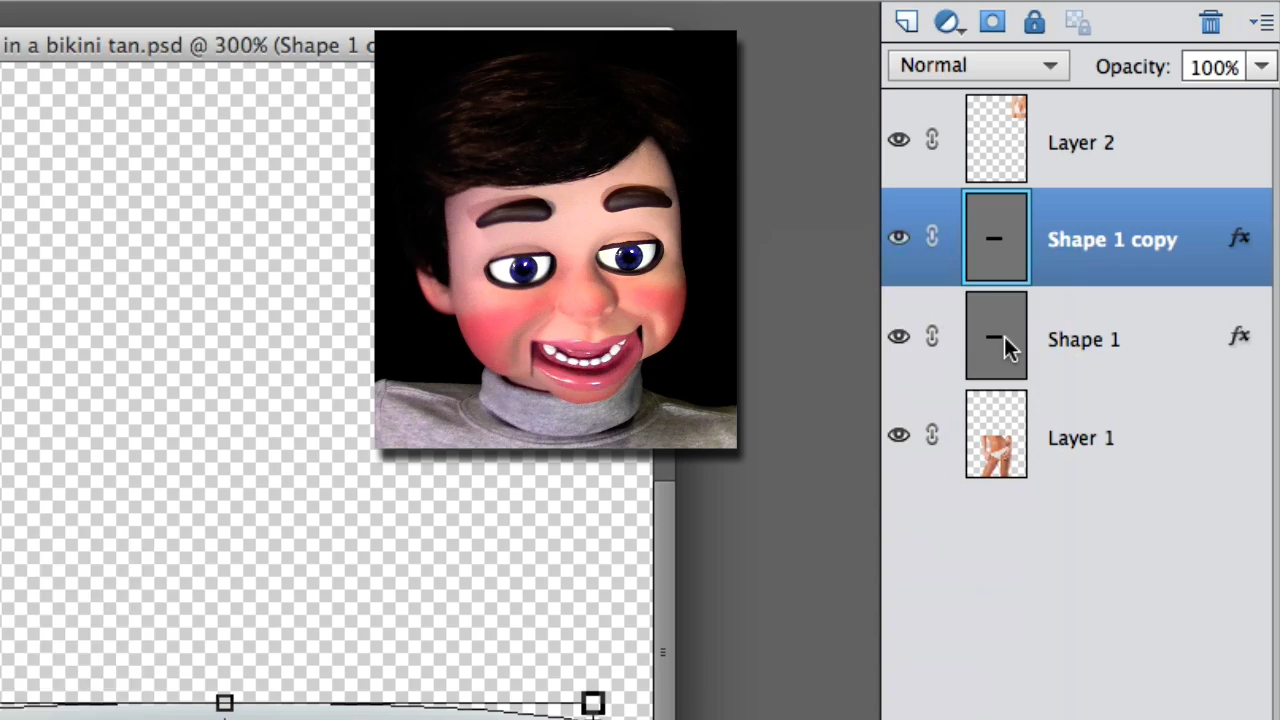 Normal Opacity: 100%
in a bikini tan.psd @ 300% (Shape 1 c
Layer 2
Shape 1 copy fx
Shape 1 fx
Layer 1